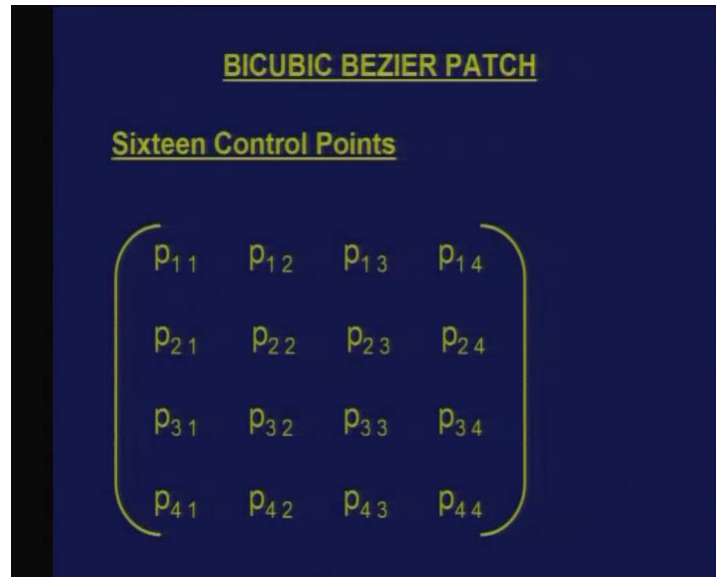 BICUBIC BEZIER PATCH
Sixteen Control Points
p₁₁ p₁₂ p₁₃ p₁₄
p₂₁ p₂₂ p₂₃ p₂₄
p₃₁ p₃₂ p₃₃ p₃₄
p₄₁ p₄₂ p₄₃ p₄₄